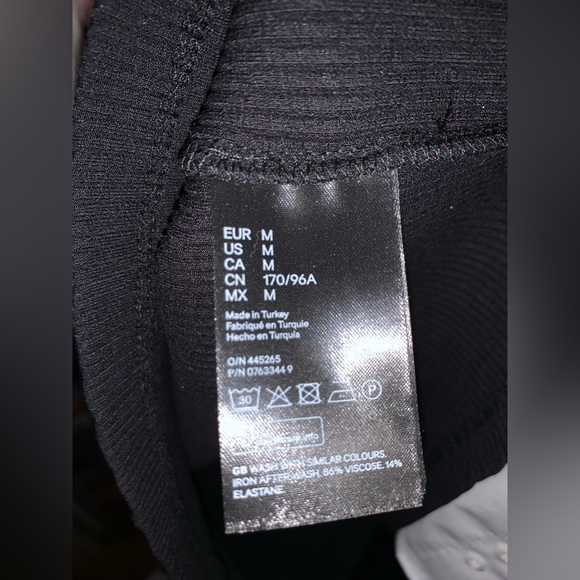 EUR M
US M
CA M
CN 170/96A
MX M
Made in Turkey
Fabriqué en Turquie
Hecho en Turquía
O/N 445265
P/N 0763344 9
30 P
info
GB WASH WITH SIMILAR COLOURS.
IRON AFTER WASH. 86% VISCOSE. 14%
ELASTANE.